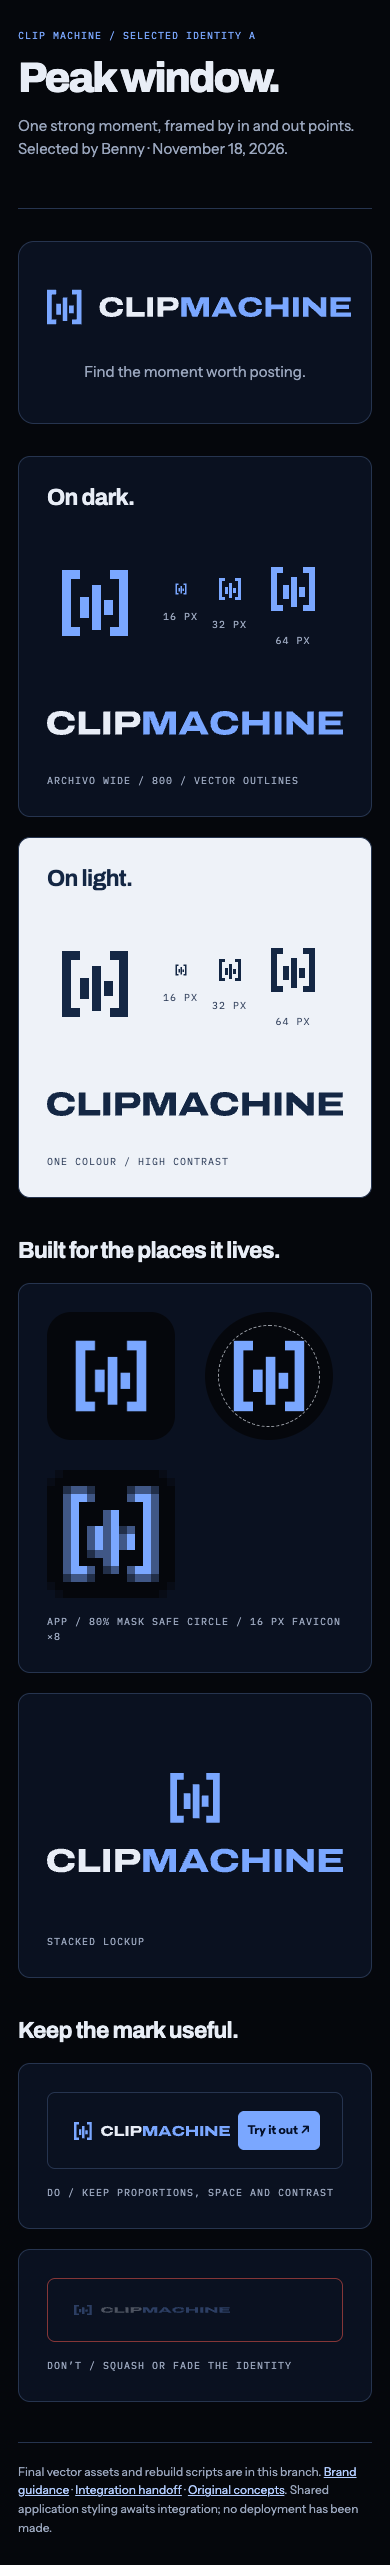 CLIP MACHINE / SELECTED IDENTITY A
Peak window.
One strong moment, framed by in and out points.
Selected by Benny · November 18, 2026.
CLIPMACHINE
Find the moment worth posting.
On dark.
16 PX
32 PX
64 PX
CLIPMACHINE
ARCHIVO WIDE / 800 / VECTOR OUTLINES
On light.
16 PX
32 PX
64 PX
CLIPMACHINE
ONE COLOUR / HIGH CONTRAST
Built for the places it lives.
APP / 80% MASK SAFE CIRCLE / 16 PX FAVICON
×8
CLIPMACHINE
STACKED LOCKUP
Keep the mark useful.
CLIPMACHINE Try it out ↗
DO / KEEP PROPORTIONS, SPACE AND CONTRAST
CLIPMACHINE
DON’T / SQUASH OR FADE THE IDENTITY
Final vector assets and rebuild scripts are in this branch. Brand
guidance · Integration handoff · Original concepts. Shared
application styling awaits integration; no deployment has been
made.